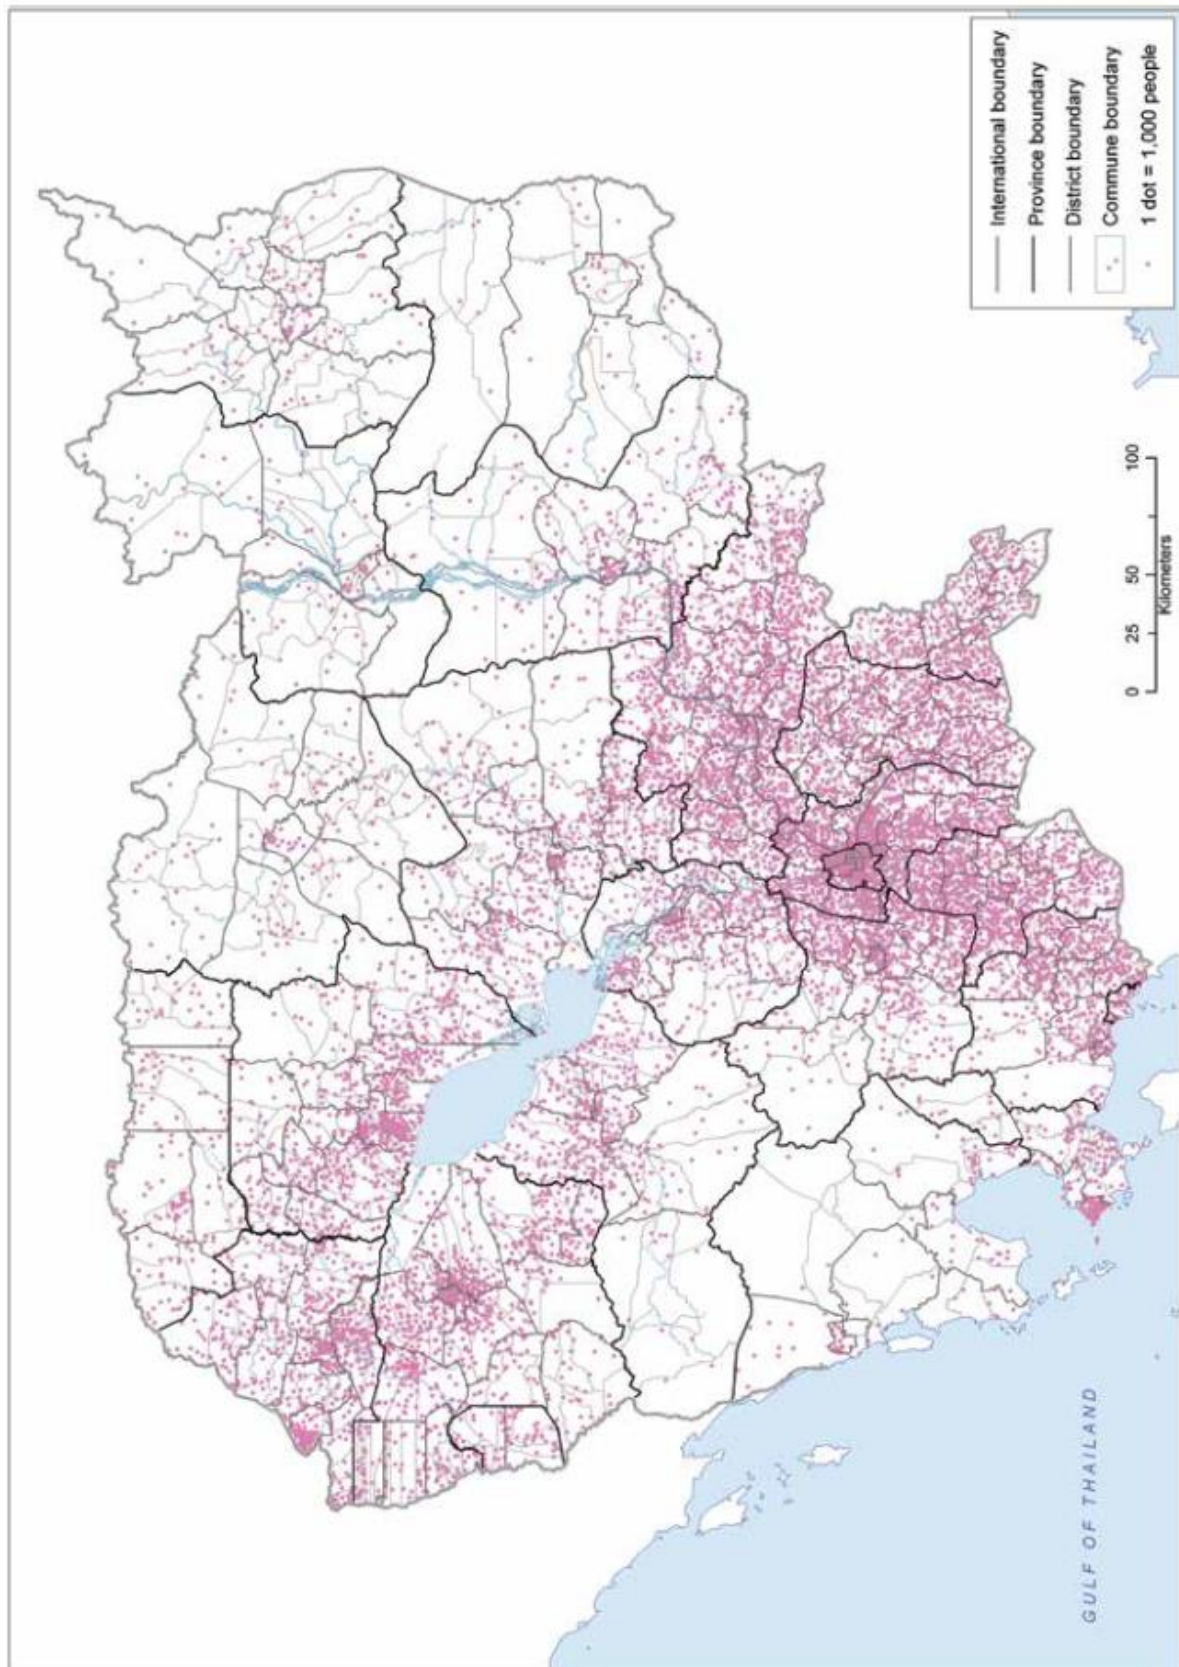 International boundary
Province boundary
District boundary
Commune boundary
1 dot = 1,000 people
0 25 50 100
Kilometers
GULF OF THAILAND